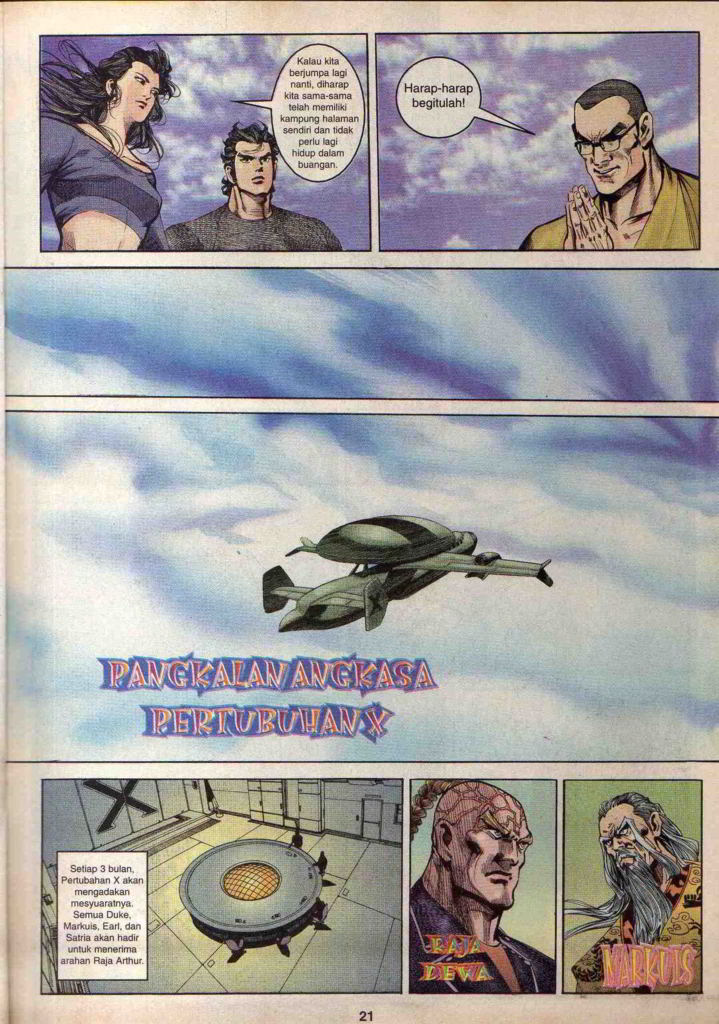 Kalau kita
berjumpa lagi
nanti, diharap
kita sama-sama
telah memiliki
kampung halaman
sendiri dan tidak
perlu lagi
hidup dalam
buangan.
Harap-harap
begitulah!
PANGKALAN ANGKASA
PERTUBUHAN X
X
Setiap 3 bulan,
Pertubahan X akan
mengadakan
mesyuaratnya.
Semua Duke,
Markuis, Earl, dan
Satria akan hadir
untuk menerima
arahan Raja Arthur.
RAJA
DEWA
MARKUIS
21